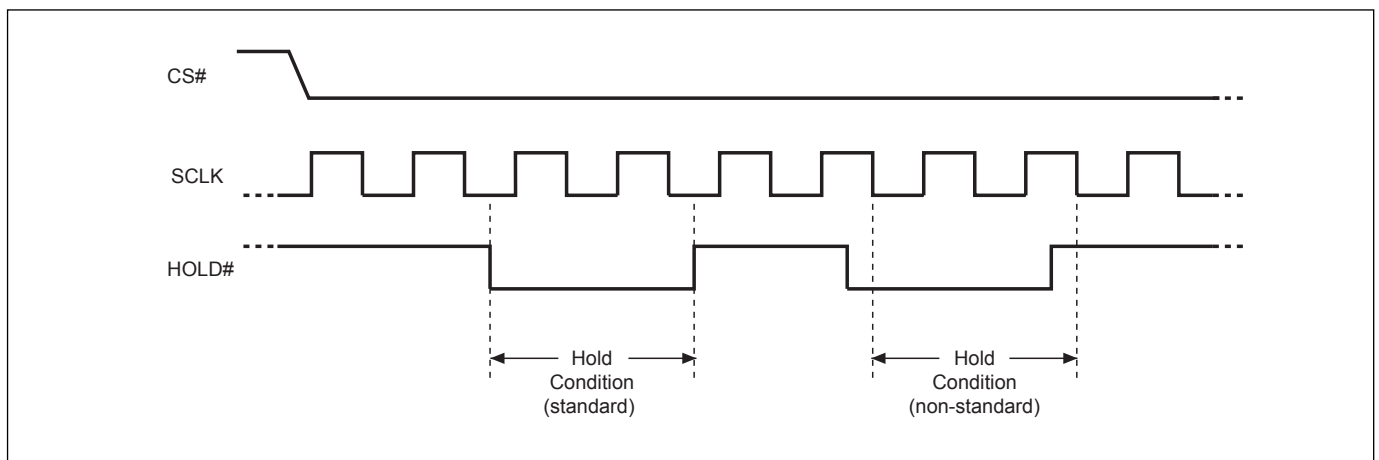 CS#
SCLK
HOLD#
Hold
Condition
(standard)
Hold
Condition
(non-standard)